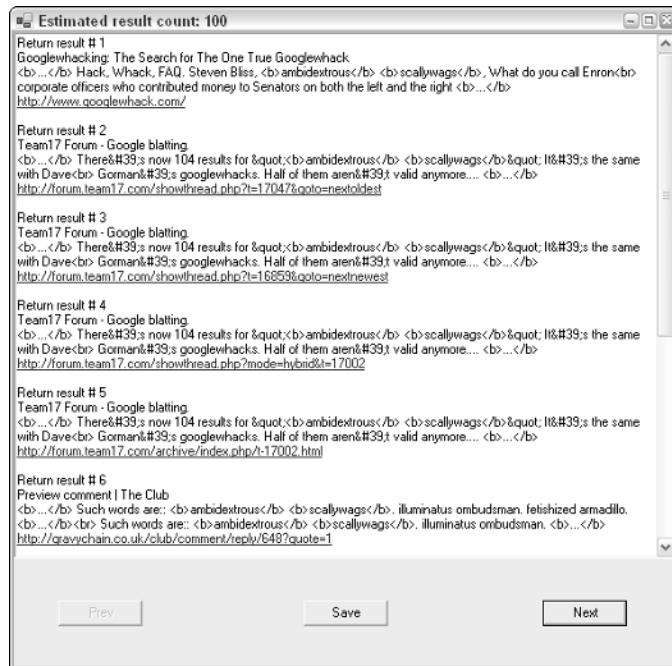 Estimated result count: 100
Return result # 1
Googlewhacking: The Search for The One True Googlewhack
<b>...</b> Hack, Whack, FAQ. Steven Bliss, <b>ambidextrous</b> <b>scallywags</b>, What do you call Enron<br>
corporate officers who contributed money to Senators on both the left and the right <b>...</b>
http://www.googlewhack.com/
Return result # 2
Team17 Forum - Google blatting.
<b>...</b> There&#39;s now 104 results for &quot;<b>ambidextrous</b> <b>scallywags</b>&quot; It&#39;s the same
with Dave<br> Gorman&#39;s googlewhacks. Half of them aren&#39;t valid anymore.... <b>...</b>
http://forum.team17.com/showthread.php?t=17047&goto=nextoldest
Return result # 3
Team17 Forum - Google blatting.
<b>...</b> There&#39;s now 104 results for &quot;<b>ambidextrous</b> <b>scallywags</b>&quot; It&#39;s the same
with Dave<br> Gorman&#39;s googlewhacks. Half of them aren&#39;t valid anymore.... <b>...</b>
http://forum.team17.com/showthread.php?t=16859&goto=nextnewest
Return result # 4
Team17 Forum - Google blatting.
<b>...</b> There&#39;s now 104 results for &quot;<b>ambidextrous</b> <b>scallywags</b>&quot; It&#39;s the same
with Dave<br> Gorman&#39;s googlewhacks. Half of them aren&#39;t valid anymore.... <b>...</b>
http://forum.team17.com/showthread.php?mode=hybrid&t=17002
Return result # 5
Team17 Forum - Google blatting.
<b>...</b> There&#39;s now 104 results for &quot;<b>ambidextrous</b> <b>scallywags</b>&quot; It&#39;s the same
with Dave<br> Gorman&#39;s googlewhacks. Half of them aren&#39;t valid anymore.... <b>...</b>
http://forum.team17.com/archive/index.php/t-17002.html
Return result # 6
Preview comment | The Club
<b>...</b> Such words are:: <b>ambidextrous</b> <b>scallywags</b>. illuminatus ombudsman. fetishized armadillo.
<b>...</b><br> Such words are:: <b>ambidextrous</b> <b>scallywags</b>. illuminatus ombudsman. <b>...</b>
http://gravychain.co.uk/club/comment/reply/648?quote=1
Prev Save Next